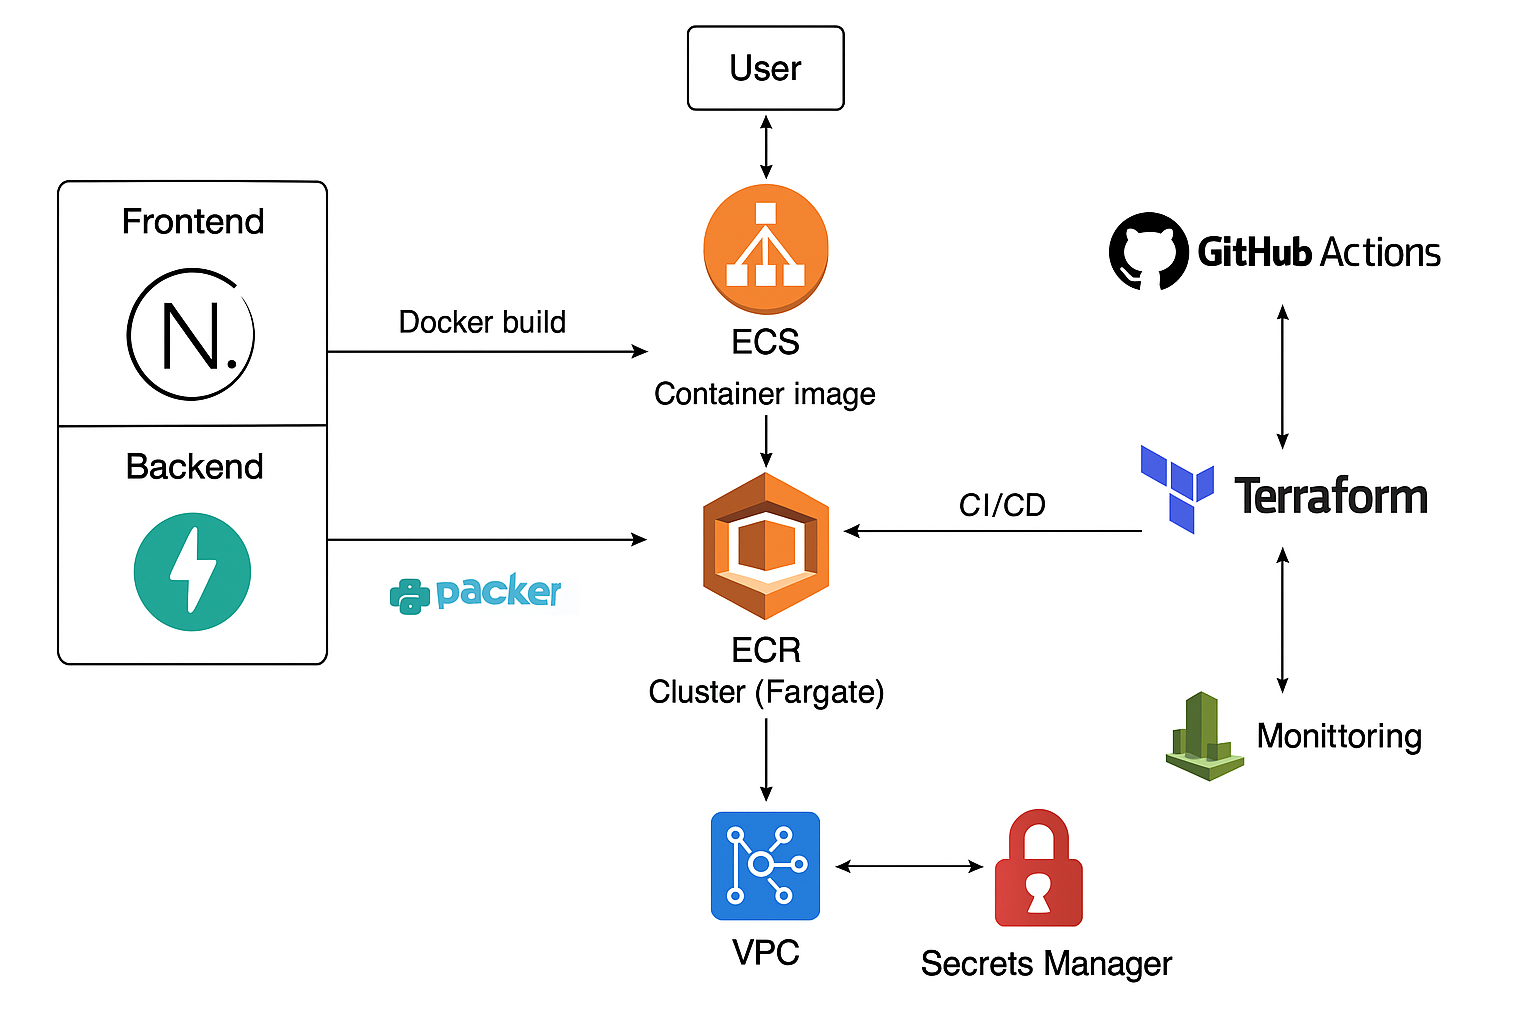 User
Frontend
N.
Docker build
ECS
Container image
GitHub Actions
Backend
packer
ECR
Cluster (Fargate)
CI/CD
Terraform
Monittoring
VPC
Secrets Manager